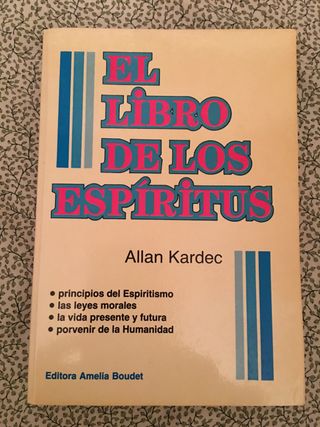 EL
LIBRO
DE LOS
ESPÍRITUS
Allan Kardec
• principios del Espiritismo
• las leyes morales
• la vida presente y futura
• porvenir de la Humanidad
Editora Amelia Boudet